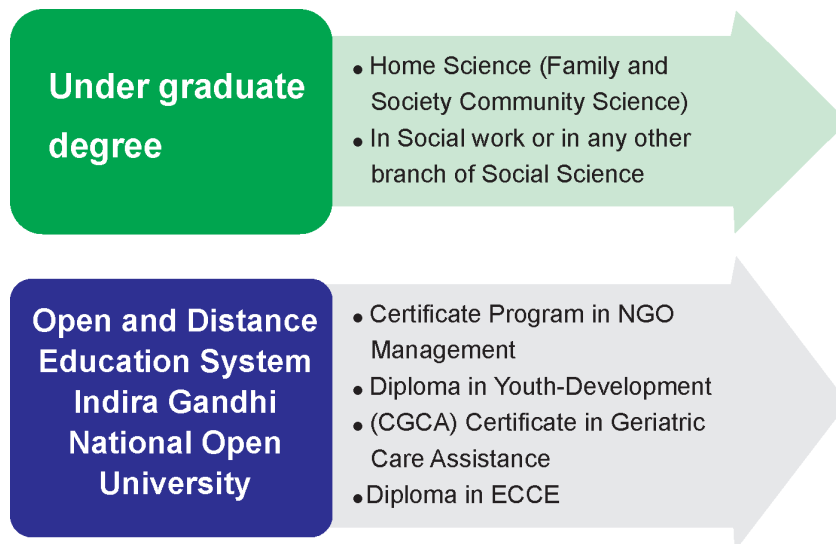 Under graduate
degree
• Home Science (Family and
Society Community Science)
• In Social work or in any other
branch of Social Science
Open and Distance
Education System
Indira Gandhi
National Open
University
• Certificate Program in NGO
Management
• Diploma in Youth-Development
• (CGCA) Certificate in Geriatric
Care Assistance
• Diploma in ECCE